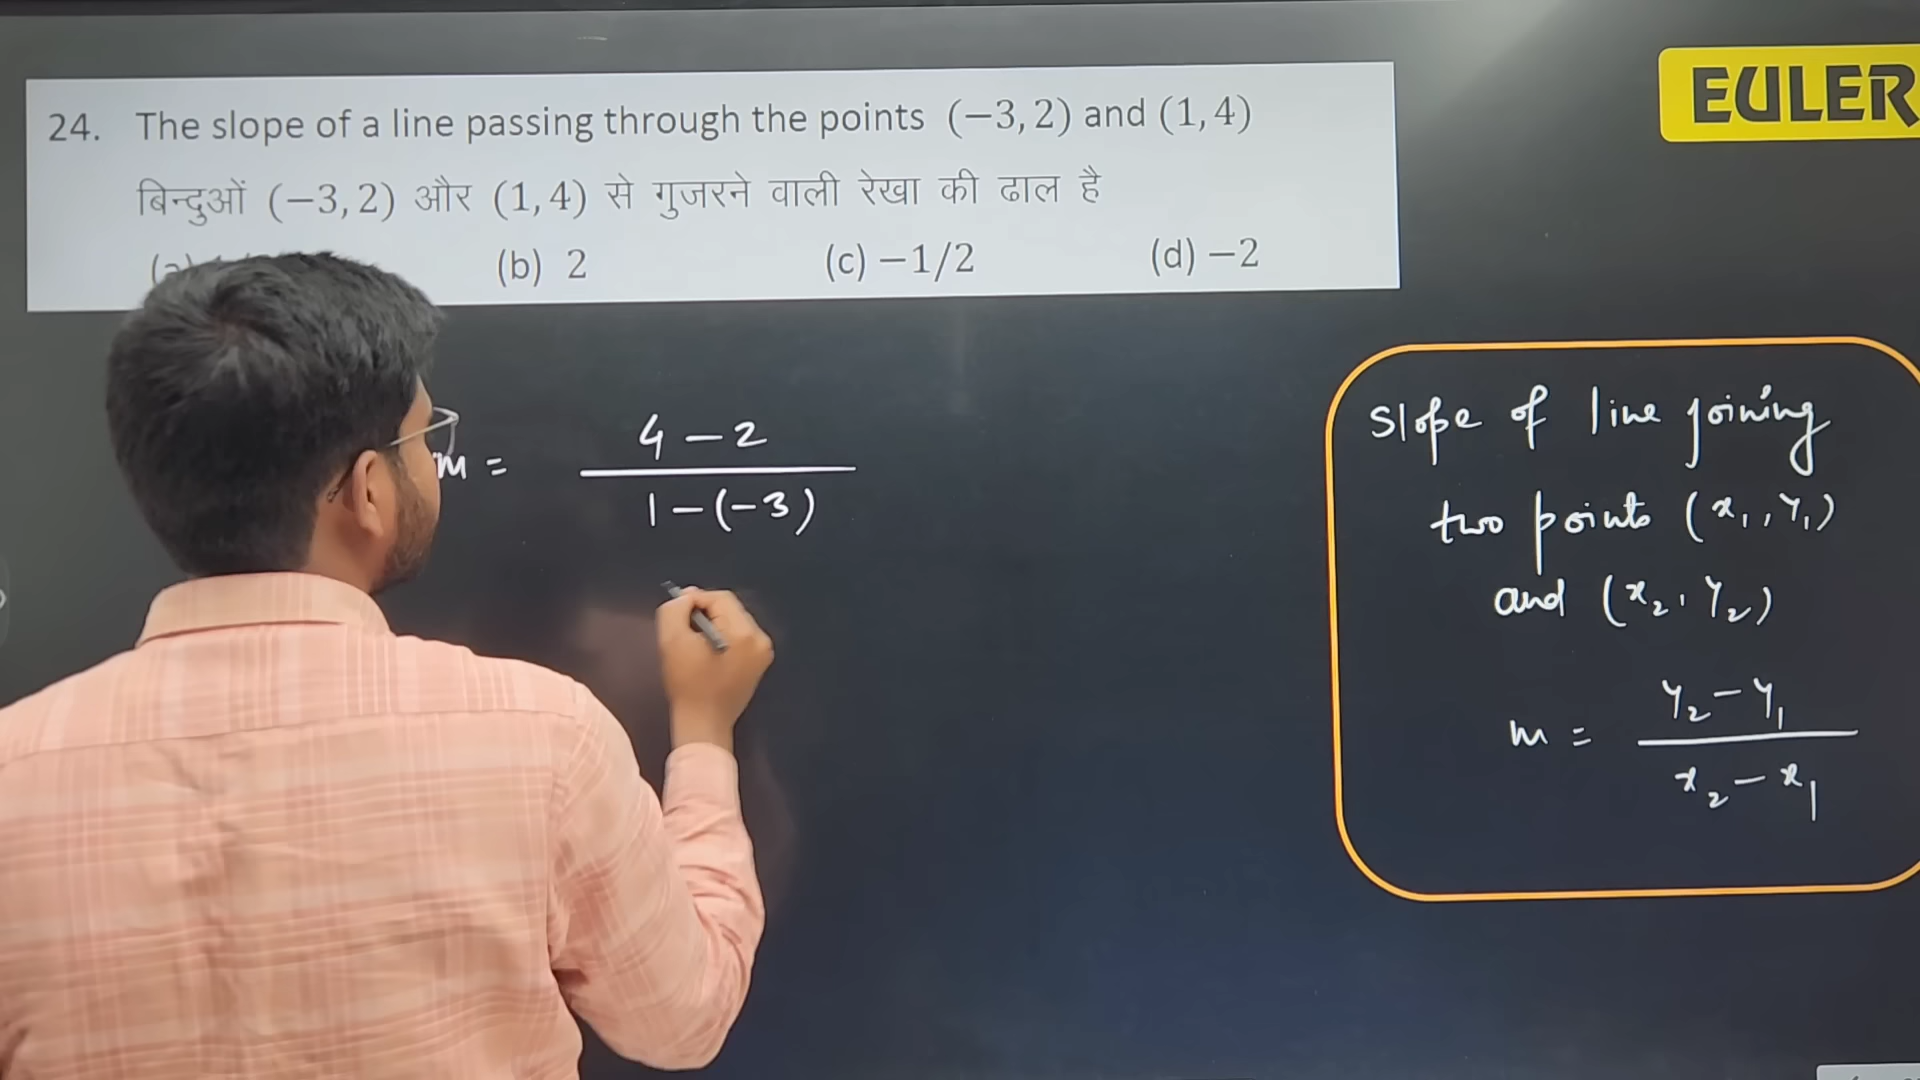 EULER
24. The slope of a line passing through the points (−3, 2) and (1, 4)
बिन्दुओं (−3, 2) और (1, 4) से गुजरने वाली रेखा की ढाल है
(b) 2 (c) −1/2 (d) −2
m = 4 − 2
1 − (−3)
Slope of line joining
two points (x₁, y₁)
and (x₂, y₂)
m = y₂ − y₁
x₂ − x₁